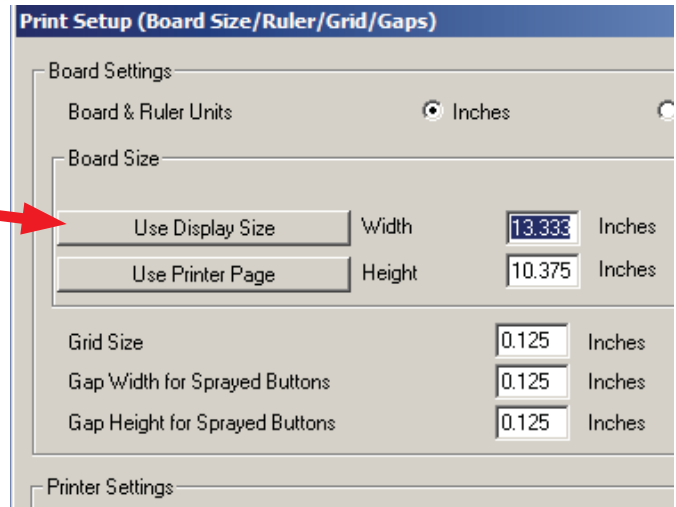 Print Setup (Board Size/Ruler/Grid/Gaps)
Board Settings
Board & Ruler Units Inches
Board Size
Use Display Size Width 13.333 Inches
Use Printer Page Height 10.375 Inches
Grid Size 0.125 Inches
Gap Width for Sprayed Buttons 0.125 Inches
Gap Height for Sprayed Buttons 0.125 Inches
Printer Settings